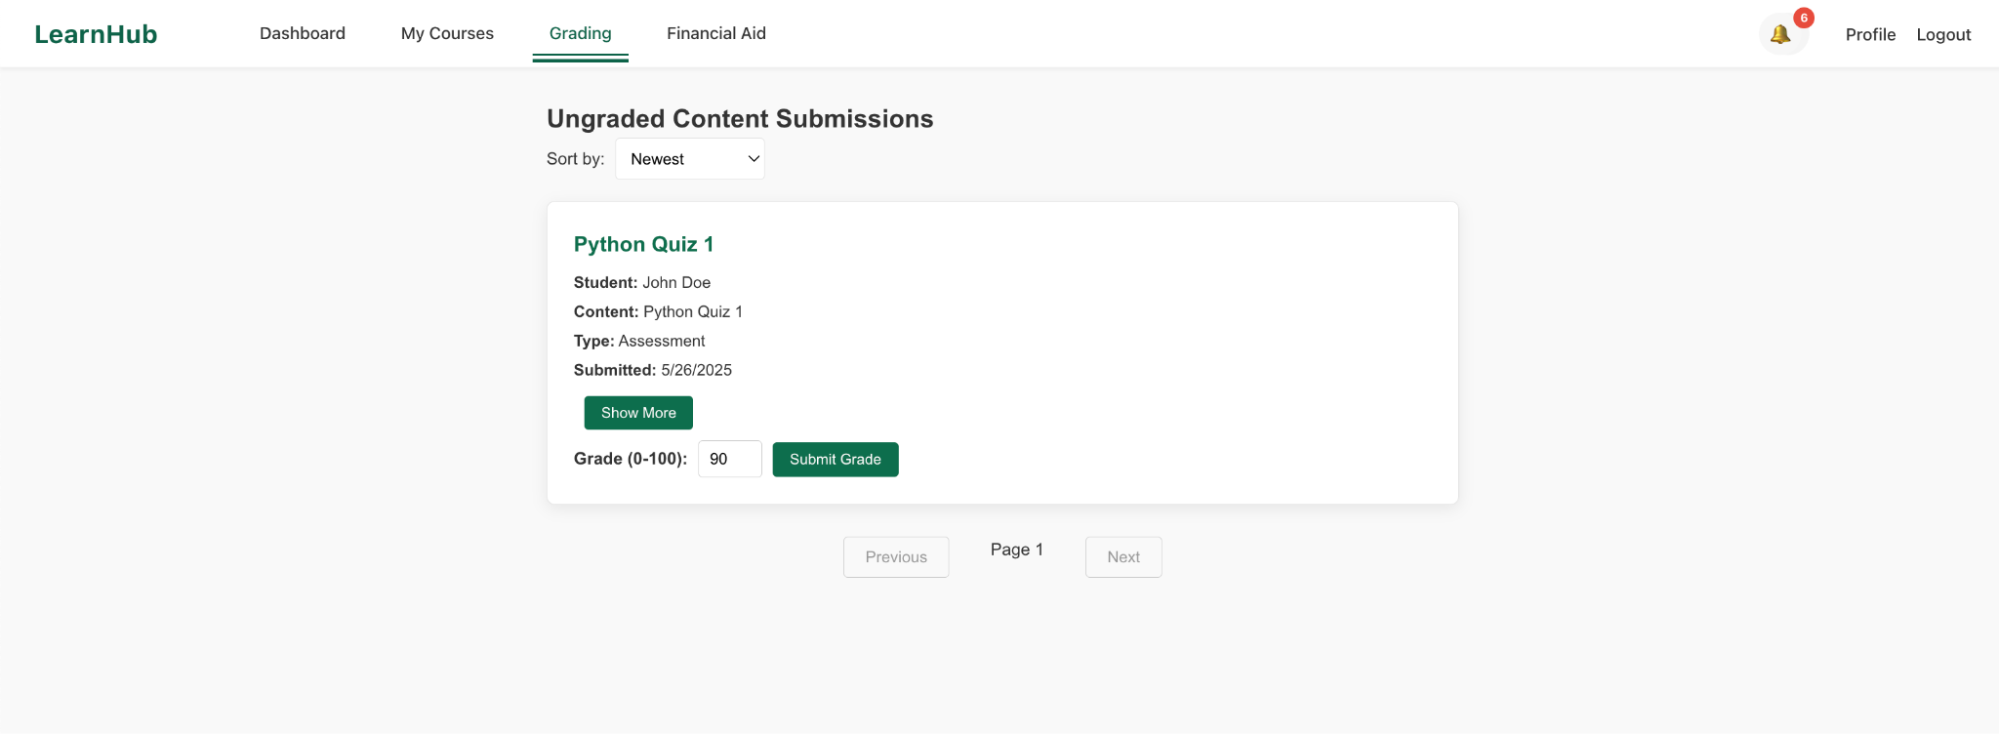 LearnHub
Dashboard
My Courses
Grading
Financial Aid
6
Profile
Logout
Ungraded Content Submissions
Sort by: Newest
Python Quiz 1
Student: John Doe
Content: Python Quiz 1
Type: Assessment
Submitted: 5/26/2025
Show More
Grade (0-100): 90 Submit Grade
Previous Page 1 Next